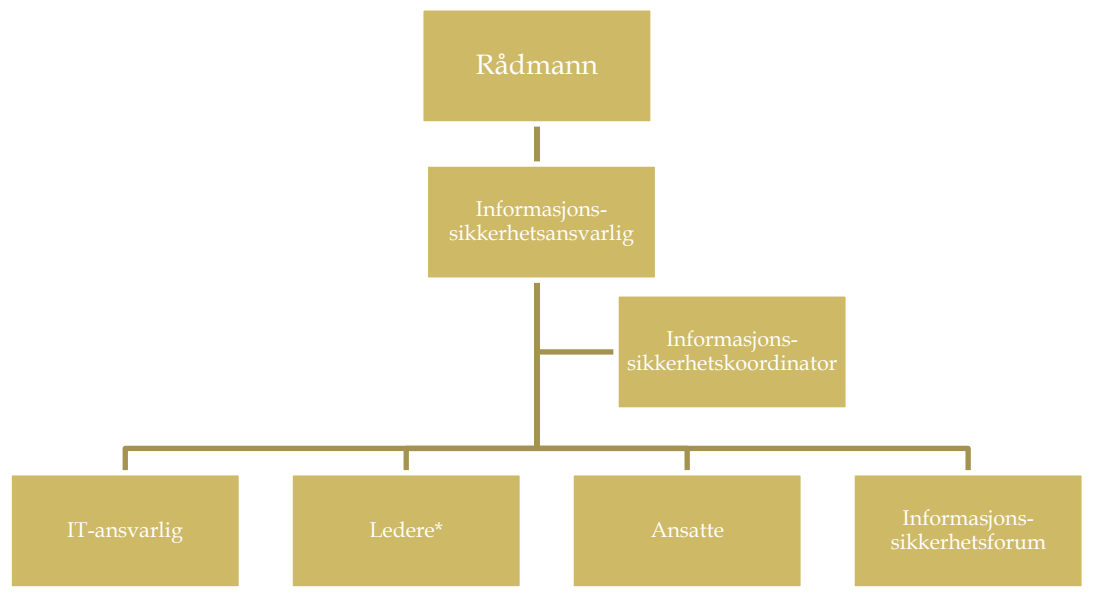 Rådmann
Informasjons-
sikkerhetsansvarlig
Informasjons-
sikkerhetskoordinator
IT-ansvarlig
Ledere*
Ansatte
Informasjons-
sikkerhetsforum